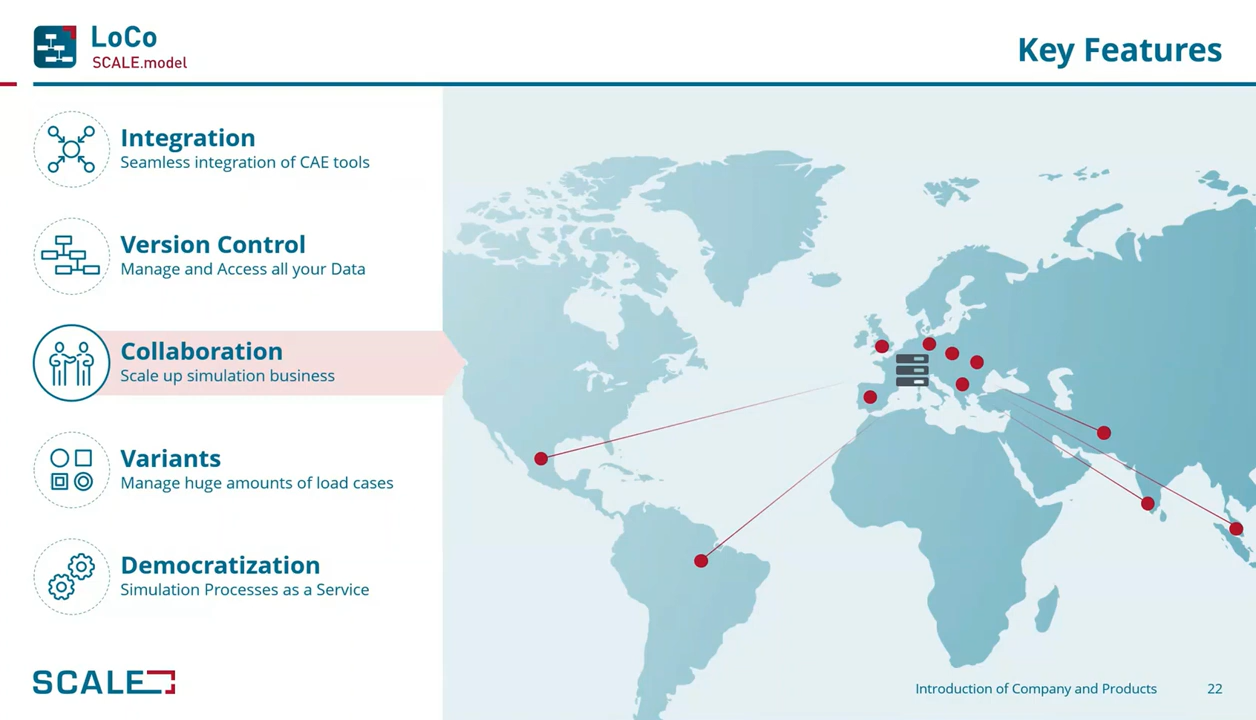 LoCo
SCALE.model
Key Features
Integration
Seamless integration of CAE tools
Version Control
Manage and Access all your Data
Collaboration
Scale up simulation business
Variants
Manage huge amounts of load cases
Democratization
Simulation Processes as a Service
SCALE
Introduction of Company and Products
22